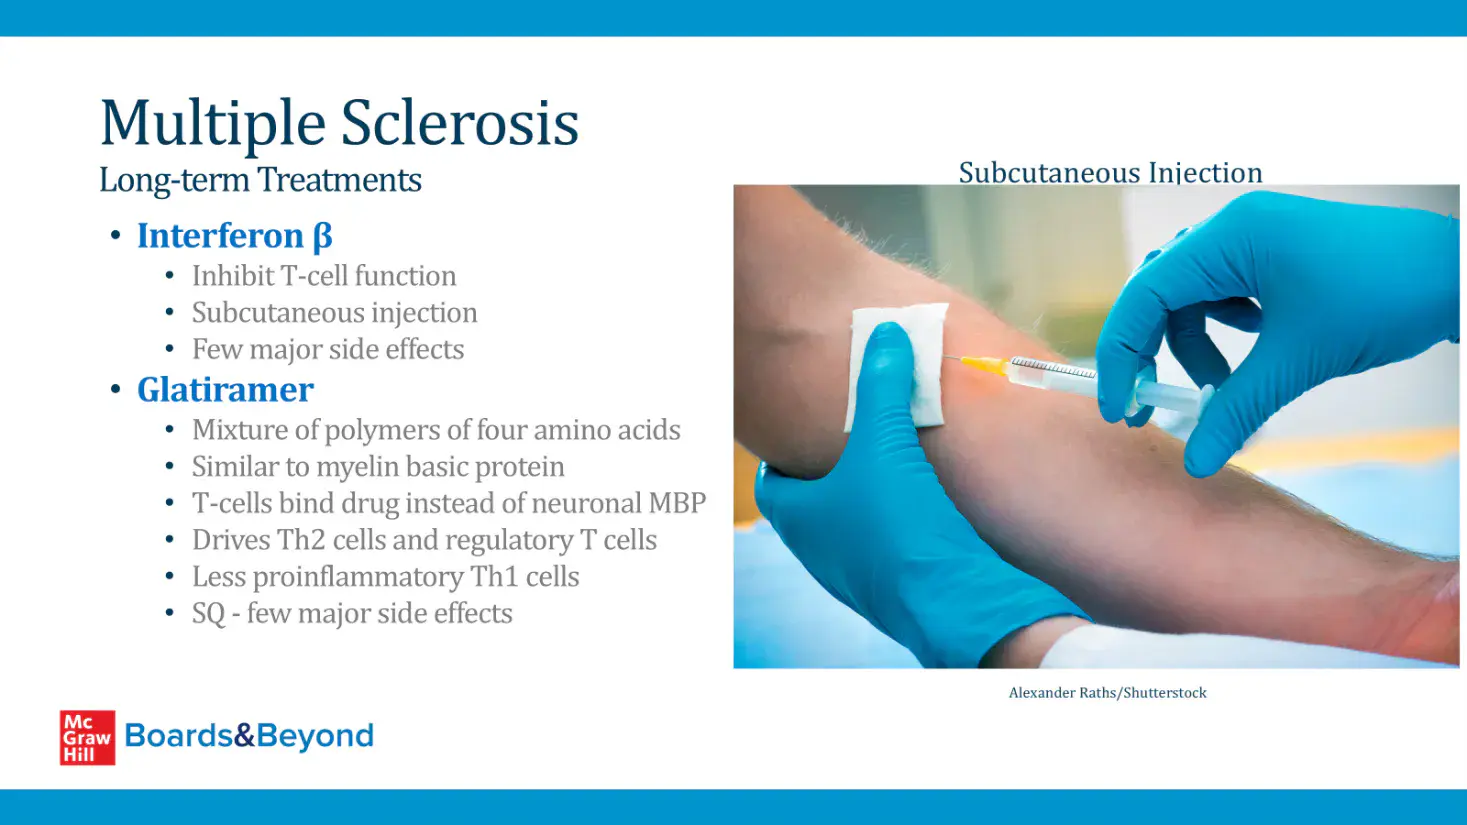 Multiple Sclerosis
Long-term Treatments
• Interferon β
• Inhibit T-cell function
• Subcutaneous injection
• Few major side effects
• Glatiramer
• Mixture of polymers of four amino acids
• Similar to myelin basic protein
• T-cells bind drug instead of neuronal MBP
• Drives Th2 cells and regulatory T cells
• Less proinflammatory Th1 cells
• SQ - few major side effects
Subcutaneous Injection
Alexander Raths/Shutterstock
Mc
Graw
Hill
Boards&Beyond